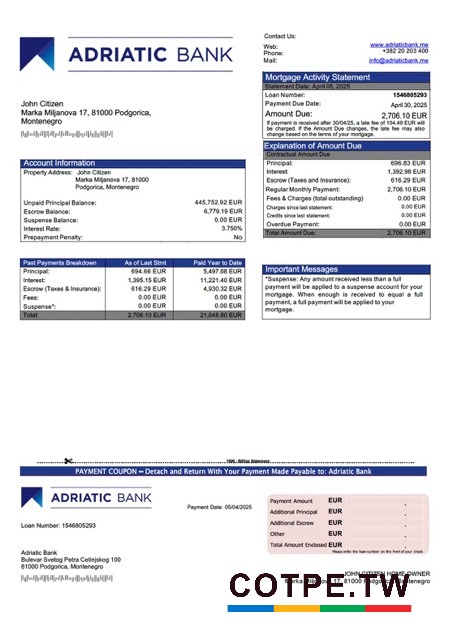 ADRIATIC BANK
Contact Us:
Web: www.adriaticbank.me
Phone: +382 20 203 400
Mail: info@adriaticbank.me
Mortgage Activity Statement
Statement Date: April 05, 2025
Loan Number: 1546805293
Payment Due Date: April 30, 2025
Amount Due: 2,706.10 EUR
If payment is received after 30/04/25, a late fee of 104.49 EUR will
be charged. If the Amount Due changes, the late fee may also
change based on the terms of your mortgage.
John Citizen
Marka Miljanova 17, 81000 Podgorica,
Montenegro
Explanation of Amount Due
Contractual Amount Due
Principal: 696.83 EUR
Interest: 1,392.98 EUR
Escrow (Taxes and Insurance): 616.29 EUR
Regular Monthly Payment: 2,706.10 EUR
Fees & Charges (total outstanding) 0.00 EUR
Charges since last statement: 0.00 EUR
Credits since last statement: 0.00 EUR
Overdue Payment: 0.00 EUR
Total Amount Due: 2,706.10 EUR
Account Information
Property Address: John Citizen
Marka Miljanova 17, 81000
Podgorica, Montenegro
Unpaid Principal Balance: 445,752.92 EUR
Escrow Balance: 6,779.19 EUR
Suspense Balance: 0.00 EUR
Interest Rate: 3.750%
Prepayment Penalty: No
Past Payments Breakdown As of Last Stmt Paid Year to Date
Principal: 694.66 EUR 5,497.08 EUR
Interest: 1,395.15 EUR 11,221.40 EUR
Escrow (Taxes & Insurance): 616.29 EUR 4,930.32 EUR
Fees: 0.00 EUR 0.00 EUR
Suspense*: 0.00 EUR 0.00 EUR
Total: 2,706.10 EUR 21,648.80 EUR
Important Messages
*Suspense: Any amount received less than a full
payment will be applied to a suspense account for your
mortgage. When enough is received to equal a full
payment, a full payment will be applied to your
mortgage.
PAYMENT COUPON – Detach and Return With Your Payment Made Payable to: Adriatic Bank
ADRIATIC BANK
Payment Date: 05/04/2025
Loan Number: 1546805293
Payment Amount EUR .
Additional Principal EUR .
Additional Escrow EUR .
Other EUR .
Total Amount Enclosed EUR .
Please write the loan number on the front of your check
Adriatic Bank
Bulevar Svetog Petra Cetinjskog 100
81000 Podgorica, Montenegro
JOHN CITIZEN HOME OWNER
Marka Miljanova 17, 81000 Podgorica, Montenegro
COTPE.TW